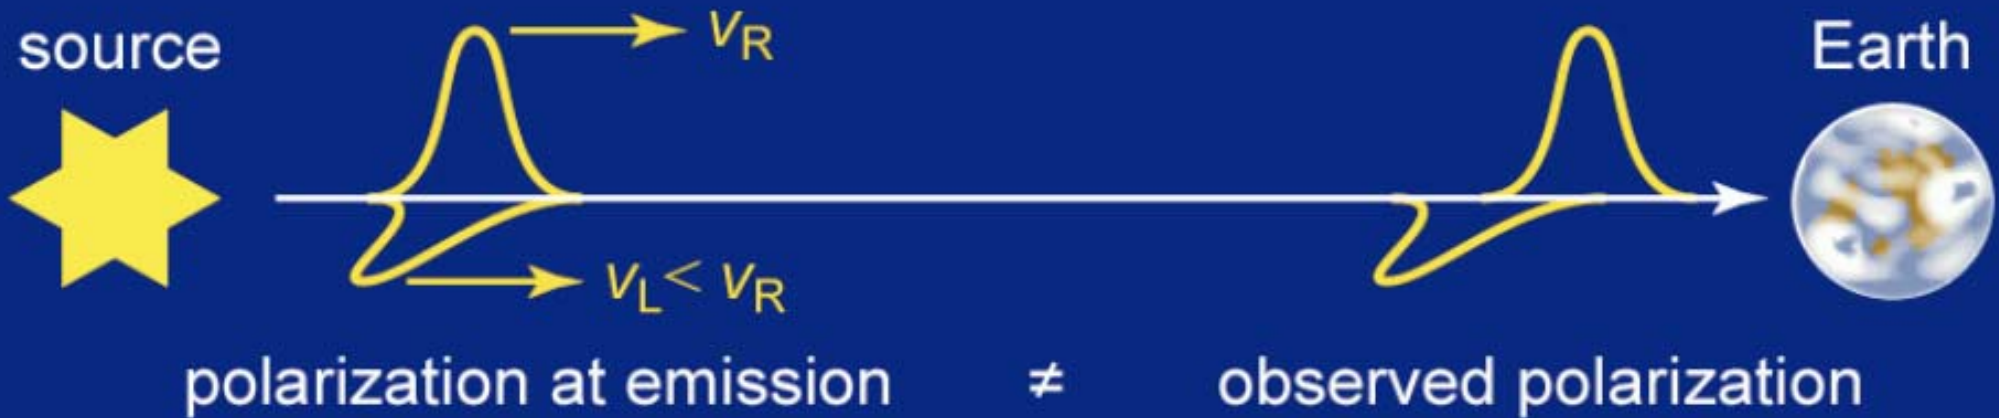 source
v_R
Earth
v_L < v_R
polarization at emission ≠ observed polarization